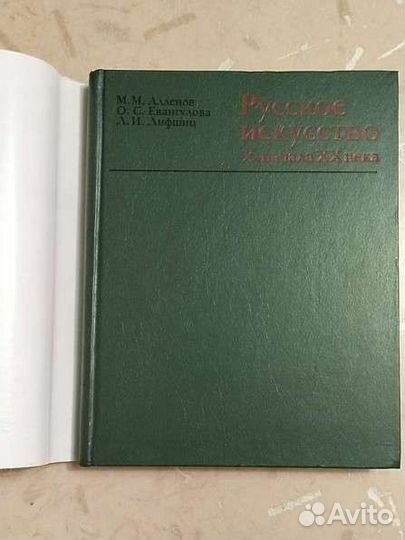 М. М. Алленов
О. С. Евангулова
Л. И. Лифшиц
Русское
искусство
X-начала XX века
Avito